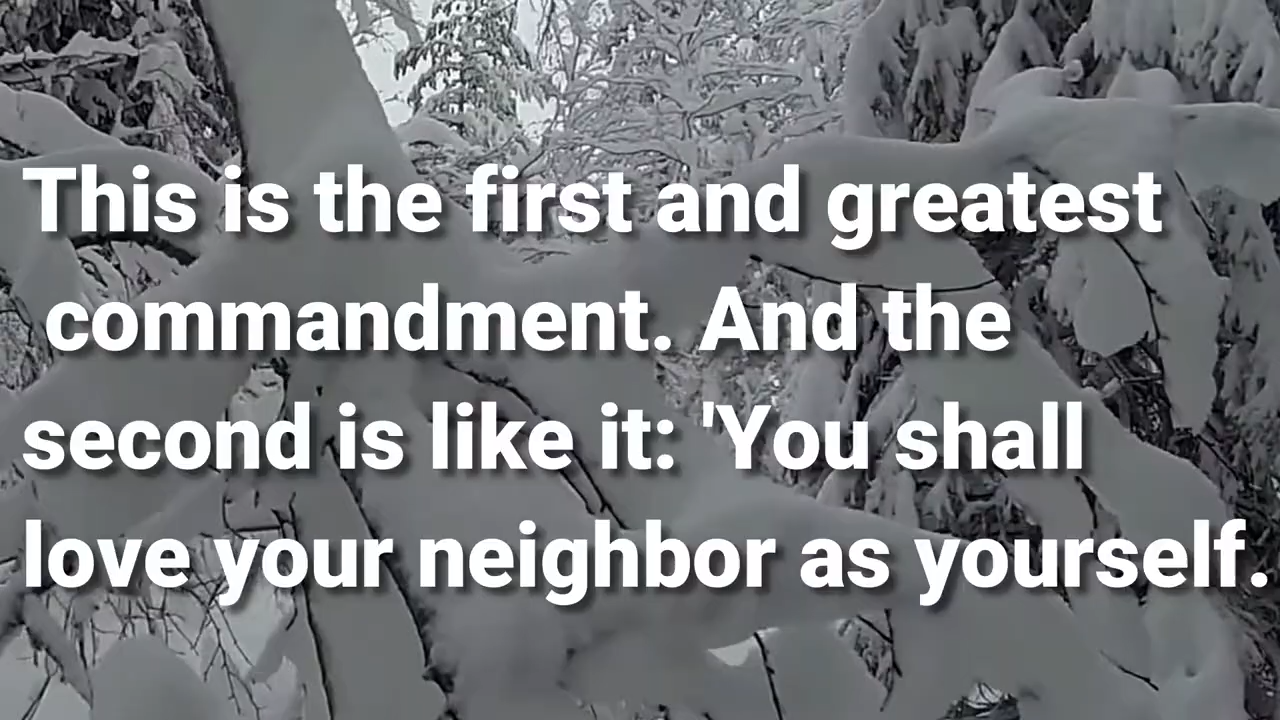 This is the first and greatest
commandment. And the
second is like it: 'You shall
love your neighbor as yourself.